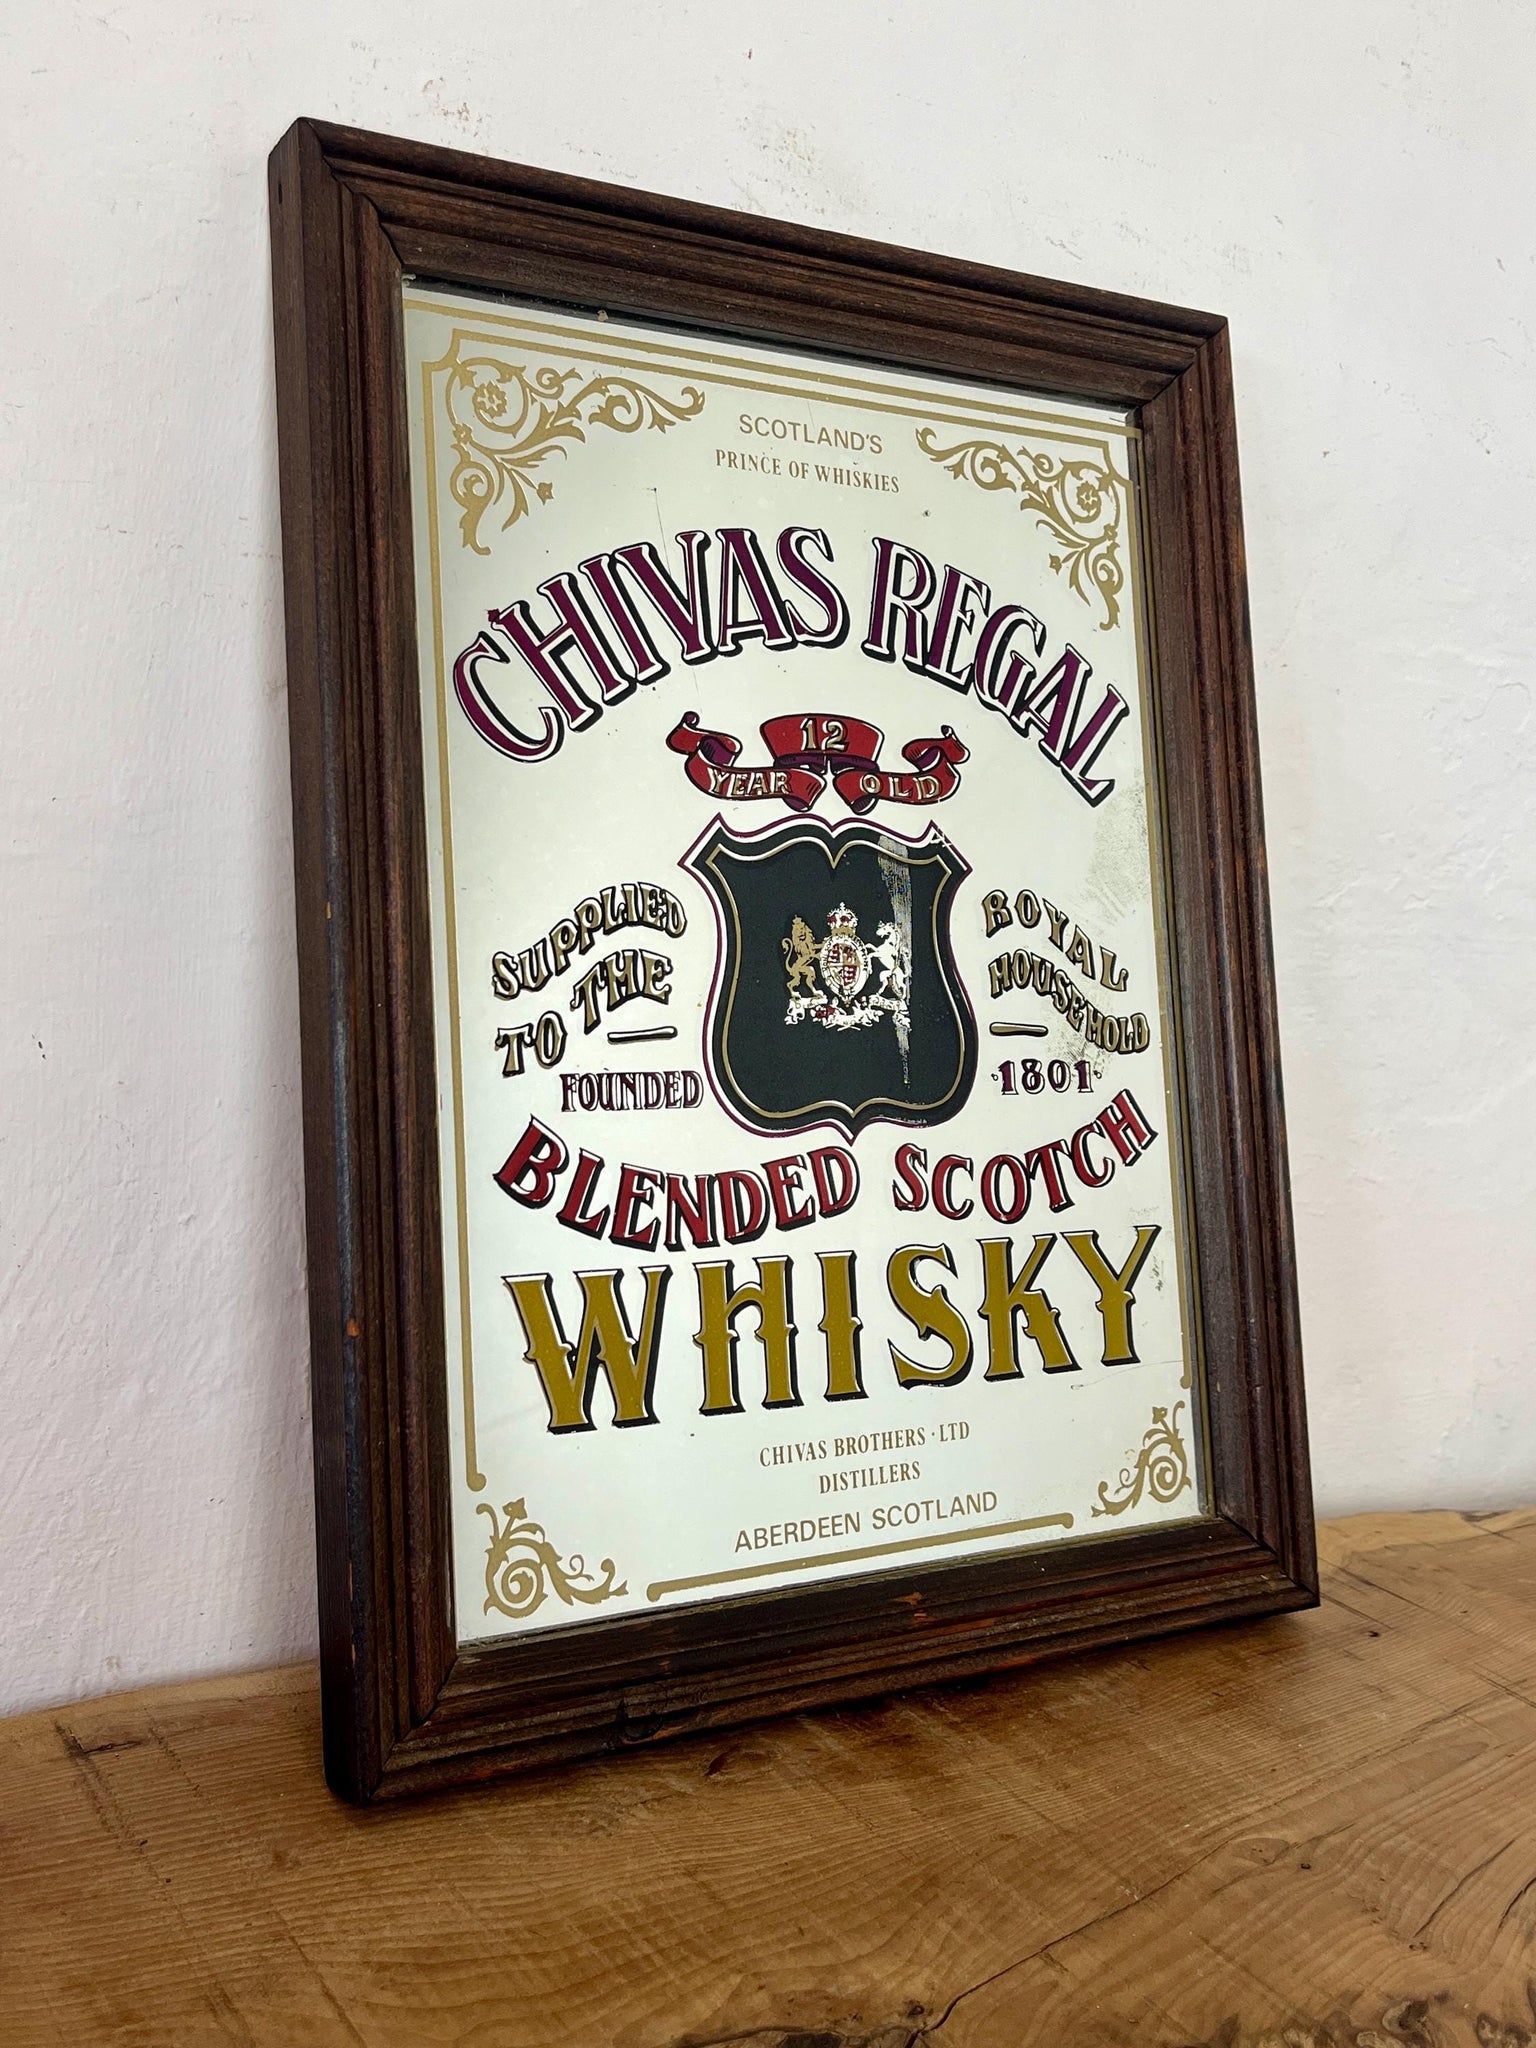 SCOTLAND'S
PRINCE OF WHISKIES
CHIVAS REGAL
12
YEAR OLD
SUPPLIED
TO THE
ROYAL
HOUSEHOLD
FOUNDED 1801
BLENDED SCOTCH
WHISKY
CHIVAS BROTHERS · LTD
DISTILLERS
ABERDEEN SCOTLAND